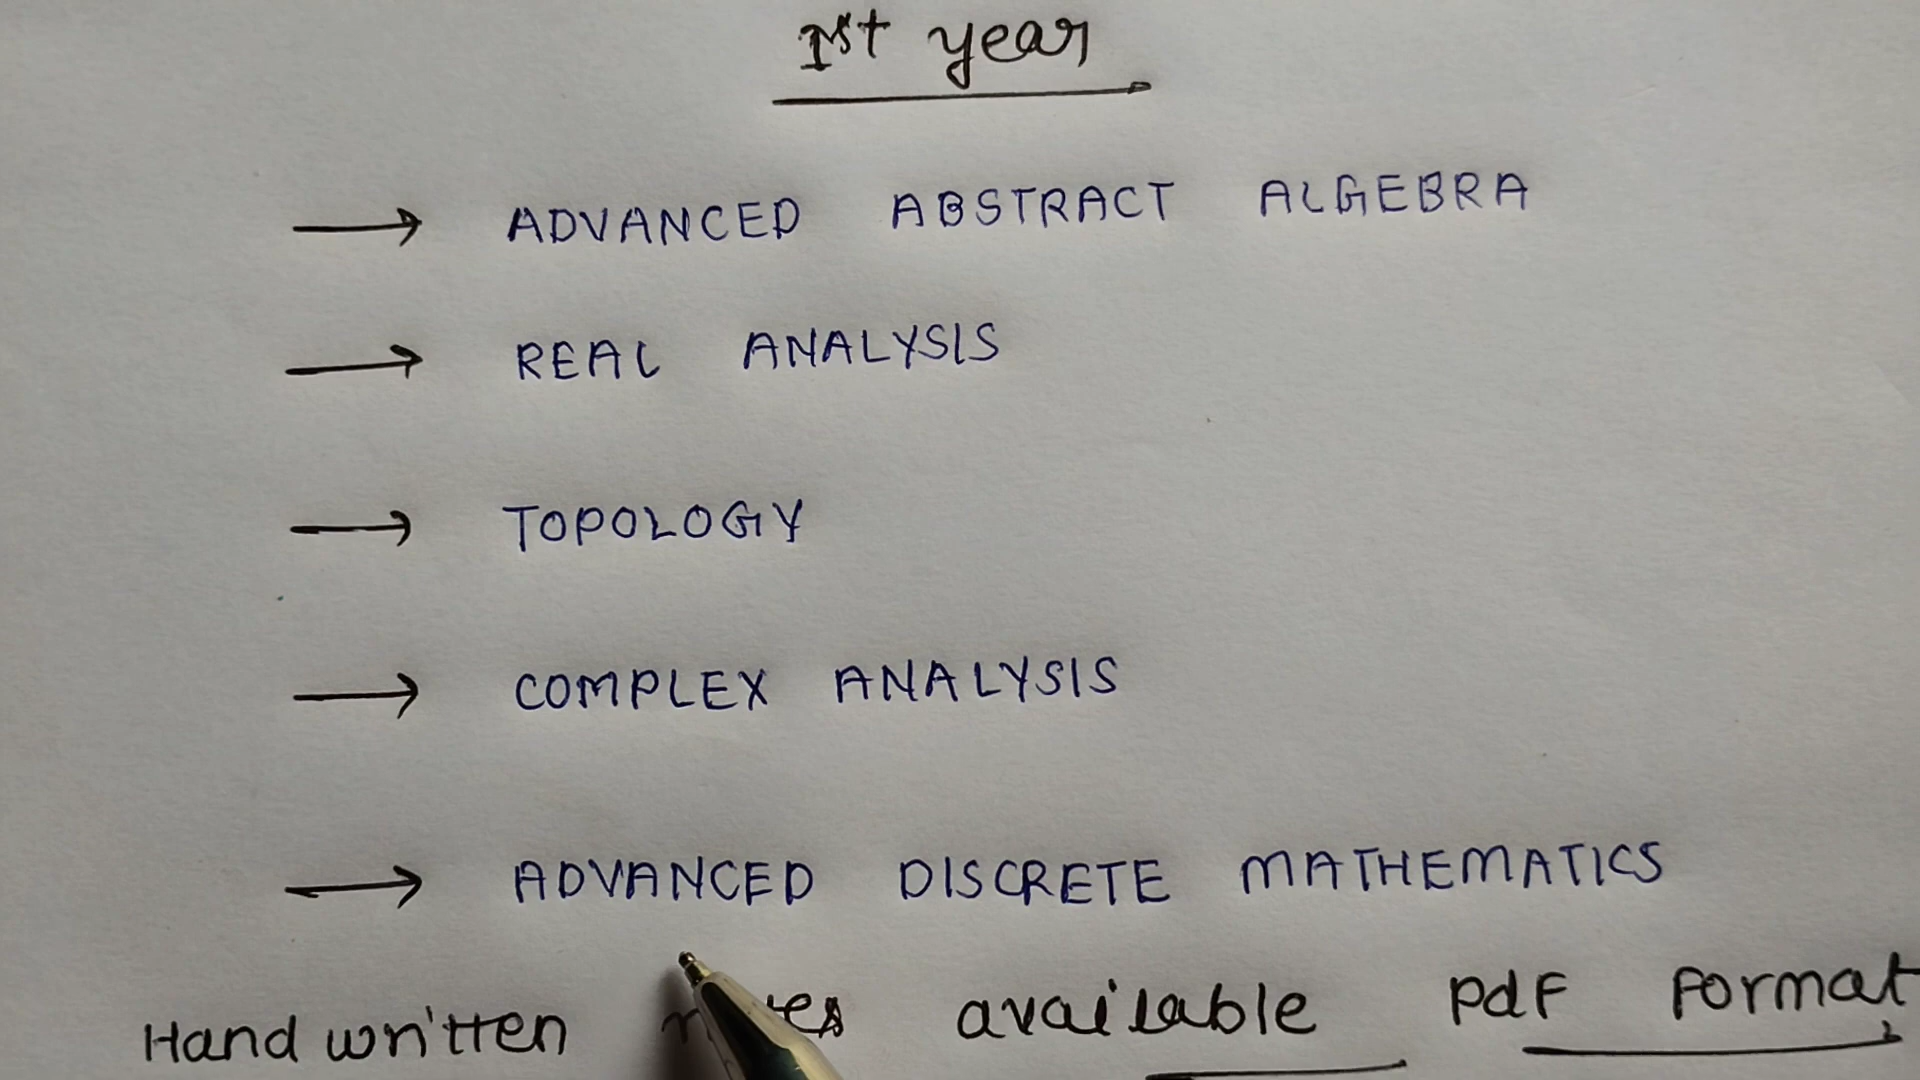 1st year
→ ADVANCED ABSTRACT ALGEBRA
→ REAL ANALYSIS
→ TOPOLOGY
→ COMPLEX ANALYSIS
→ ADVANCED DISCRETE MATHEMATICS
Hand written available pdf Format